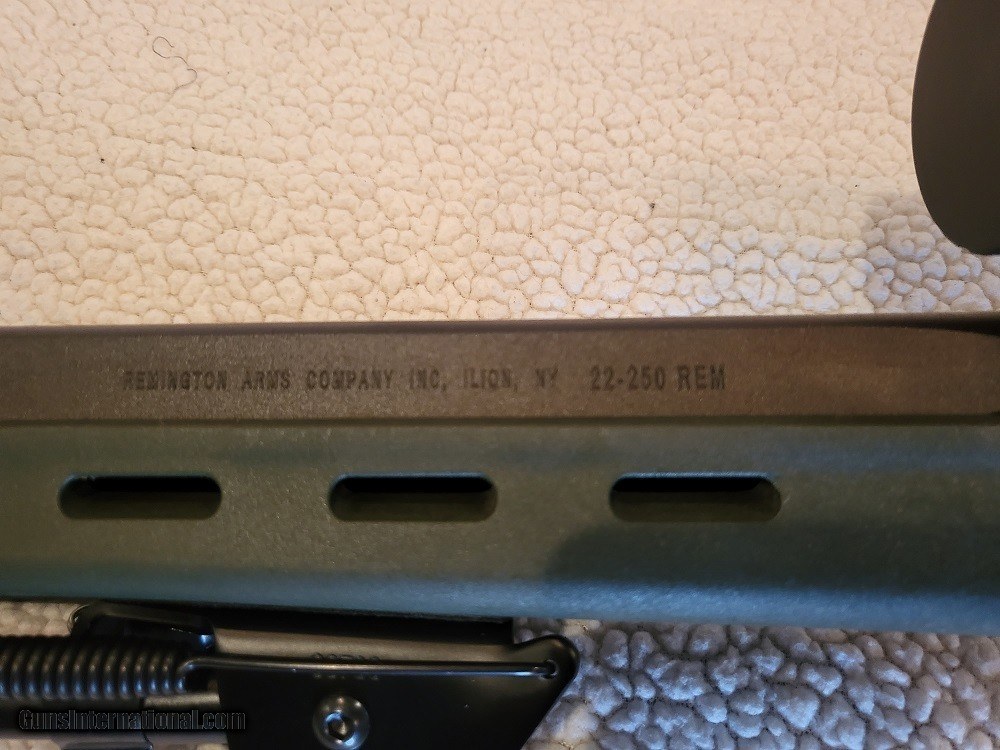 REMINGTON ARMS COMPANY INC, ILION, NY 22-250 REM
GunsInternational.com